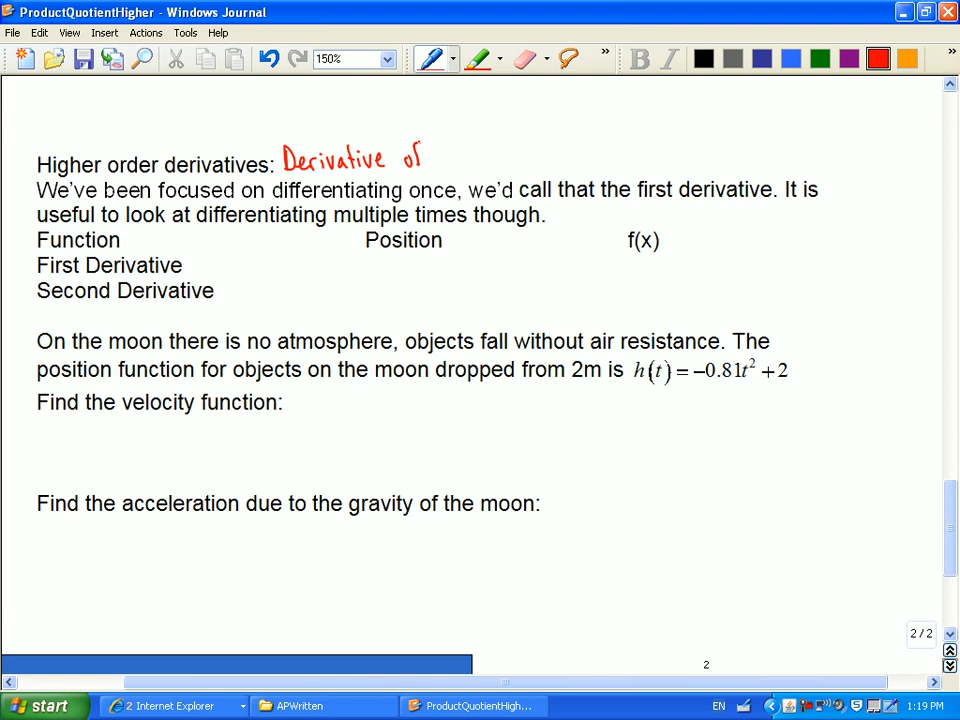 ProductQuotientHigher - Windows Journal
File Edit View Insert Actions Tools Help
150%
Higher order derivatives: Derivative of
We've been focused on differentiating once, we'd call that the first derivative. It is
useful to look at differentiating multiple times though.
Function Position f(x)
First Derivative
Second Derivative
On the moon there is no atmosphere, objects fall without air resistance. The
position function for objects on the moon dropped from 2m is h(t) = −0.81t² + 2
Find the velocity function:
Find the acceleration due to the gravity of the moon:
2 / 2
2
start 2 Internet Explorer APWritten ProductQuotientHigh... EN 1:19 PM